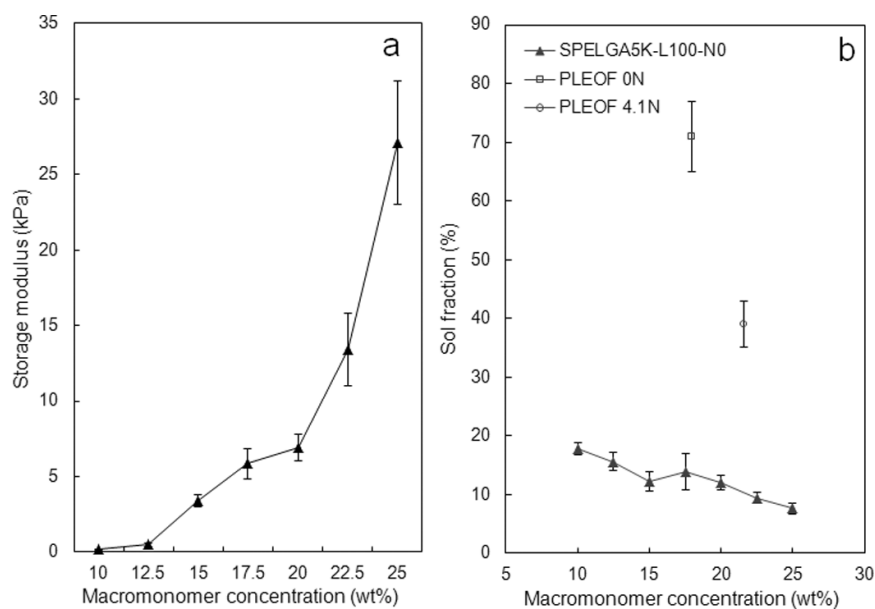 a
35
30
25
20
15
10
5
0
Storage modulus (kPa)
10 12.5 15 17.5 20 22.5 25
Macromonomer concentration (wt%)
b
SPELGA5K-L100-N0
PLEOF 0N
PLEOF 4.1N
90
80
70
60
50
40
30
20
10
0
Sol fraction (%)
5 10 15 20 25 30
Macromonomer concentration (wt%)